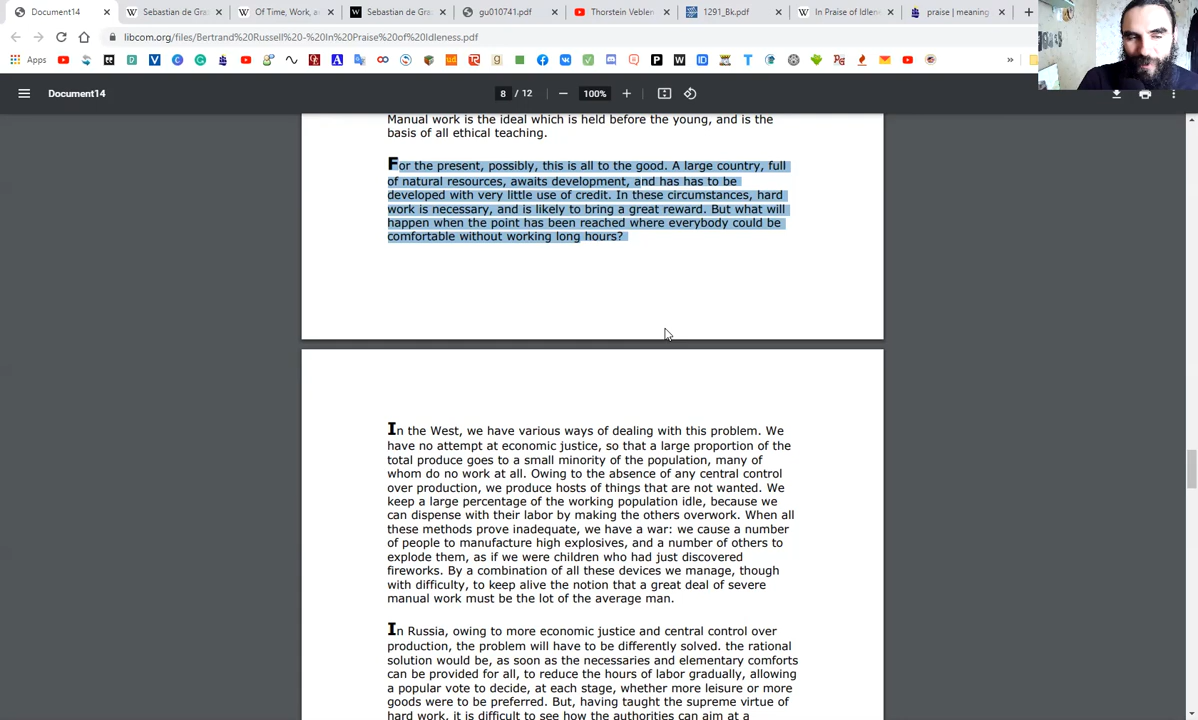 Document14
Sebastian de Gra
Of Time, Work, a
Sebastian de Gra
gu010741.pdf
Thorstein Veblen
1291_Bk.pdf
In Praise of Idlen
praise | meaning
libcom.org/files/Bertrand%20Russell%20-%20In%20Praise%20of%20Idleness.pdf
Apps
Document14
8 / 12
100%
Manual work is the ideal which is held before the young, and is the
basis of all ethical teaching.
For the present, possibly, this is all to the good. A large country, full
of natural resources, awaits development, and has has to be
developed with very little use of credit. In these circumstances, hard
work is necessary, and is likely to bring a great reward. But what will
happen when the point has been reached where everybody could be
comfortable without working long hours?
In the West, we have various ways of dealing with this problem. We
have no attempt at economic justice, so that a large proportion of the
total produce goes to a small minority of the population, many of
whom do no work at all. Owing to the absence of any central control
over production, we produce hosts of things that are not wanted. We
keep a large percentage of the working population idle, because we
can dispense with their labor by making the others overwork. When all
these methods prove inadequate, we have a war: we cause a number
of people to manufacture high explosives, and a number of others to
explode them, as if we were children who had just discovered
fireworks. By a combination of all these devices we manage, though
with difficulty, to keep alive the notion that a great deal of severe
manual work must be the lot of the average man.
In Russia, owing to more economic justice and central control over
production, the problem will have to be differently solved. the rational
solution would be, as soon as the necessaries and elementary comforts
can be provided for all, to reduce the hours of labor gradually, allowing
a popular vote to decide, at each stage, whether more leisure or more
goods were to be preferred. But, having taught the supreme virtue of
hard work, it is difficult to see how the authorities can aim at a